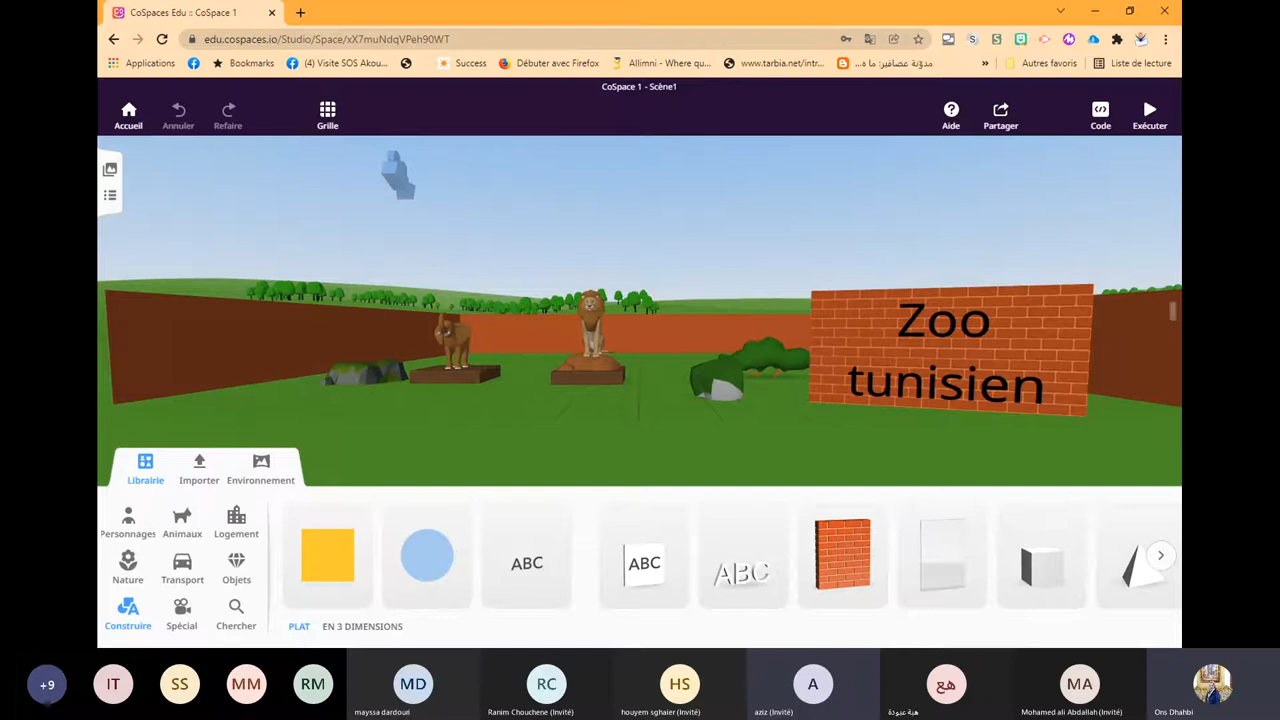 CoSpaces Edu :: CoSpace 1
edu.cospaces.io/Studio/Space/xX7muNdqVPeh90WT
Applications
Bookmarks
(4) Visite SOS Akou...
Success
Débuter avec Firefox
Allimni - Where qu...
www.tarbia.net/intr...
مدوّنة عصافير: ما ه...
»
Autres favoris
Liste de lecture
CoSpace 1 - Scène1
Accueil
Annuler
Refaire
Grille
Aide
Partager
Code
Exécuter
Zoo
tunisien
Librairie
Importer
Environnement
Personnages
Animaux
Logement
Nature
Transport
Objets
Construire
Spécial
Chercher
ABC
ABC
ABC
PLAT
EN 3 DIMENSIONS
+9
IT
SS
MM
RM
MD
mayssa dardouri
RC
Ranim Chouchene (Invité)
HS
houyem sghaier (Invité)
A
aziz (Invité)
هع
هبة عبودة
MA
Mohamed ali Abdallah (Invité)
Ons Dhahbi